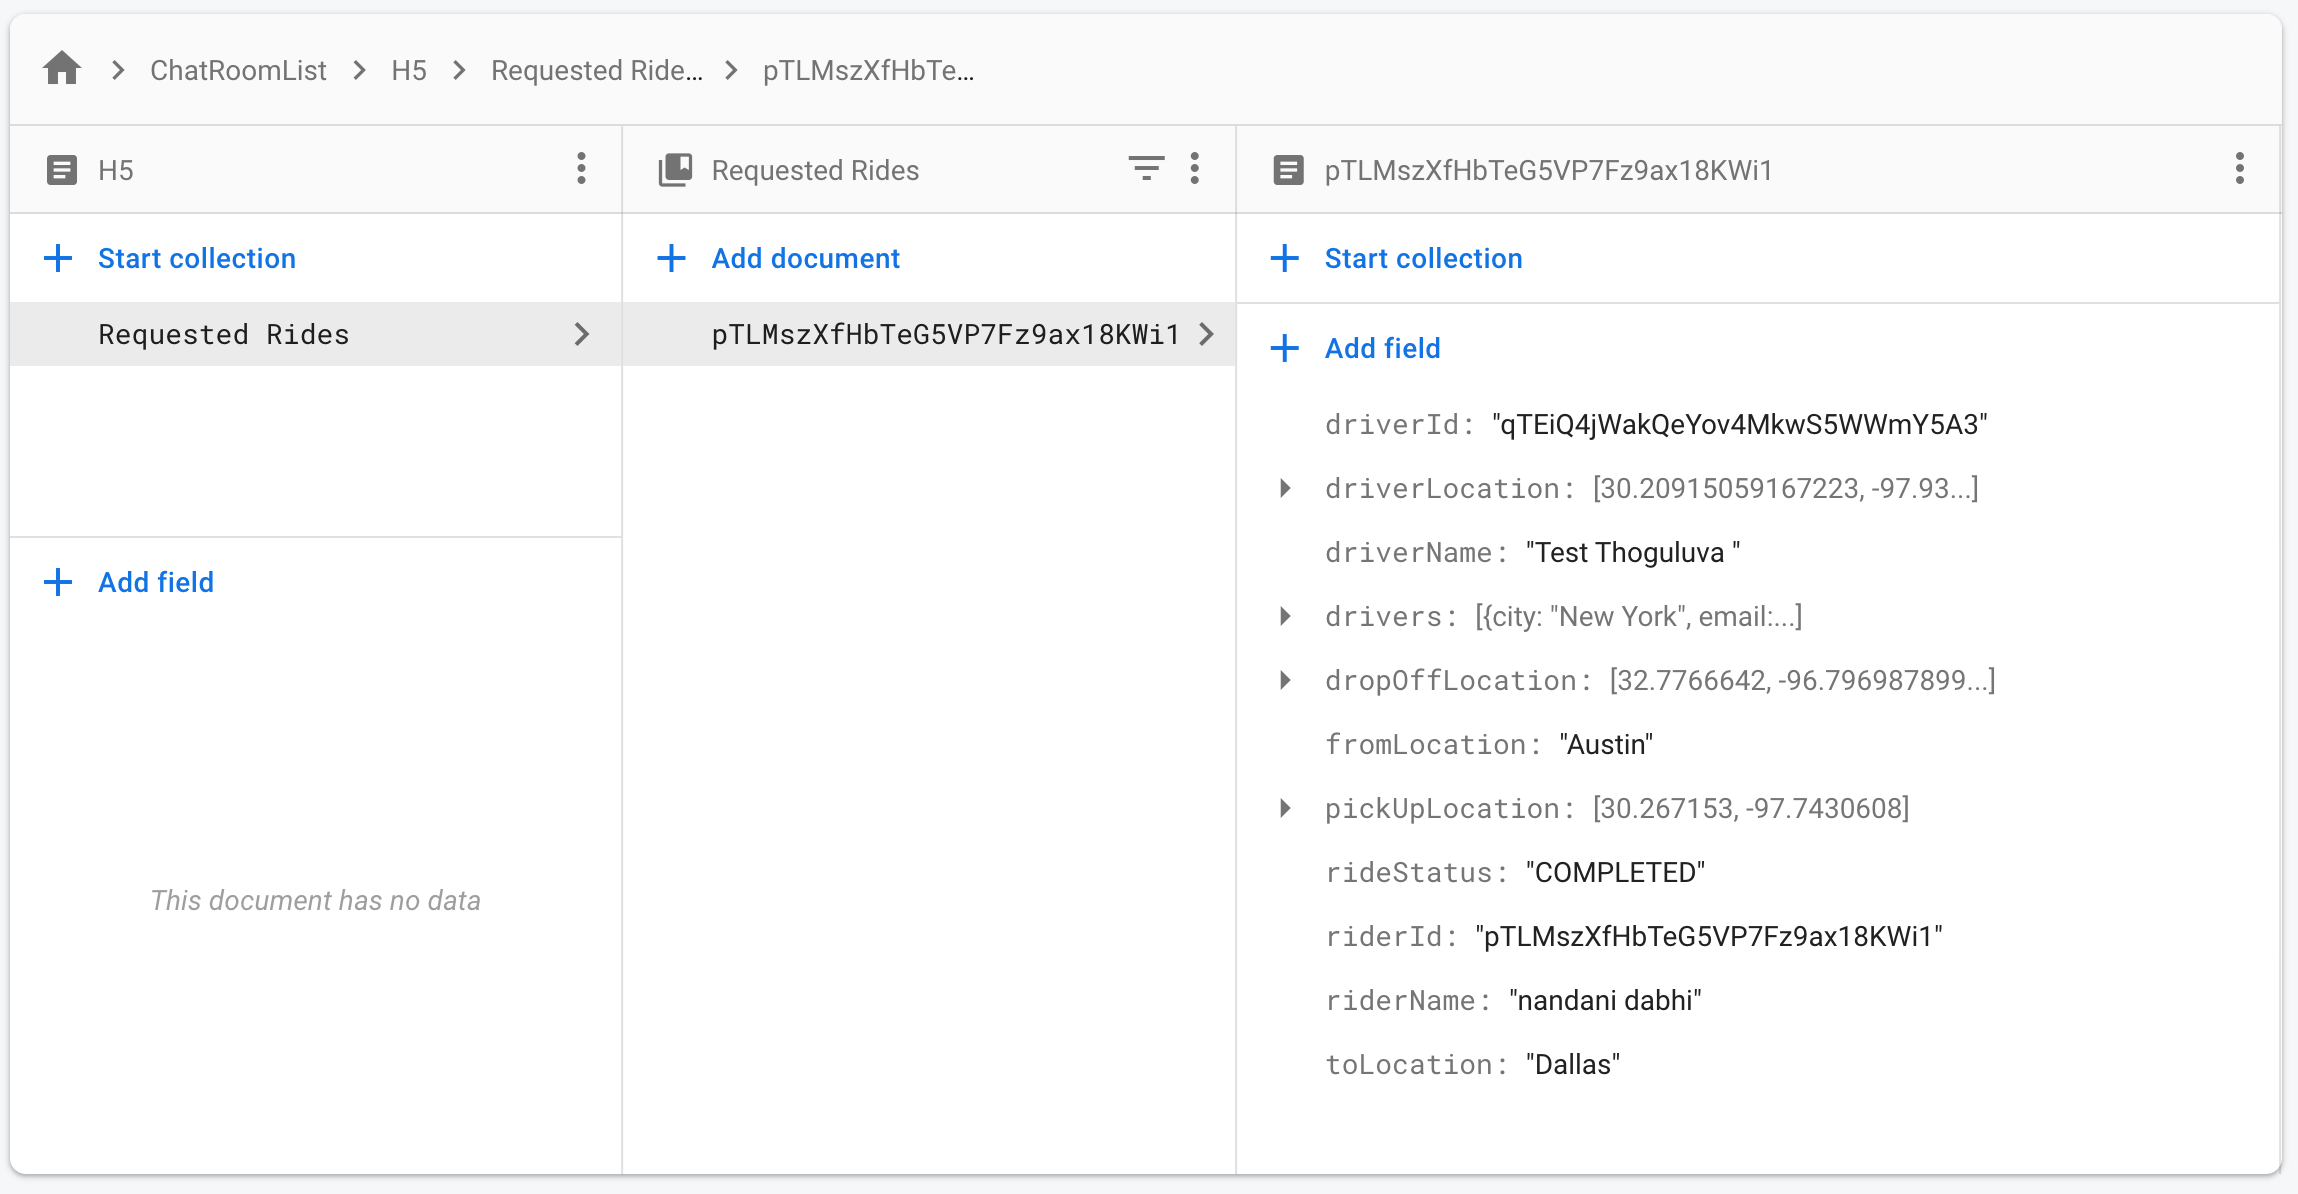 ChatRoomList > H5 > Requested Ride... > pTLMszXfHbTe...
H5
Start collection
Requested Rides
Add field
This document has no data
Requested Rides
Add document
pTLMszXfHbTeG5VP7Fz9ax18KWi1
pTLMszXfHbTeG5VP7Fz9ax18KWi1
Start collection
Add field
driverId: "qTEiQ4jWakQeYov4MkwS5WWmY5A3"
driverLocation: [30.20915059167223, -97.93...]
driverName: "Test Thoguluva "
drivers: [{city: "New York", email:...]
dropOffLocation: [32.7766642, -96.796987899...]
fromLocation: "Austin"
pickUpLocation: [30.267153, -97.7430608]
rideStatus: "COMPLETED"
riderId: "pTLMszXfHbTeG5VP7Fz9ax18KWi1"
riderName: "nandani dabhi"
toLocation: "Dallas"